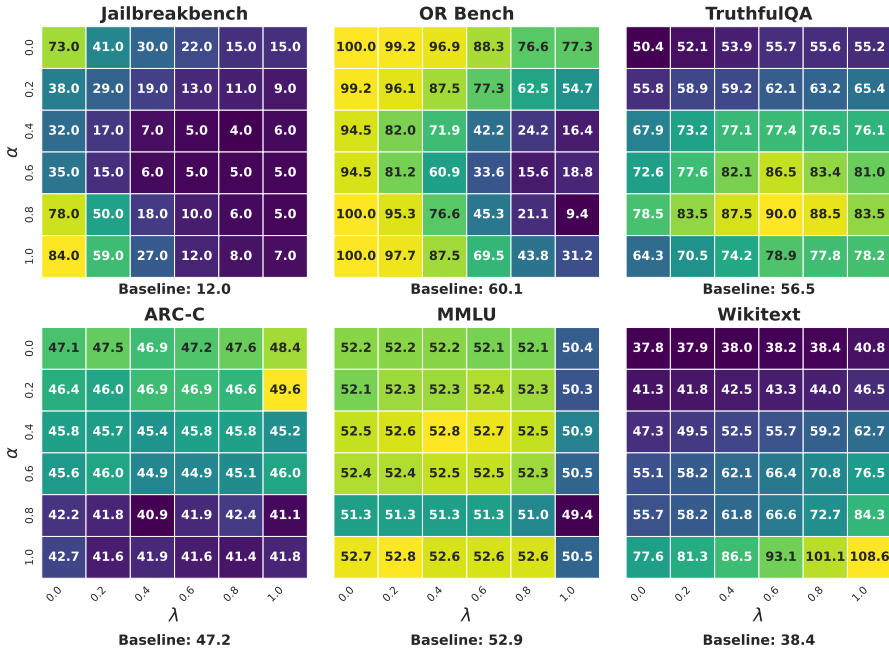 Jailbreakbench OR Bench TruthfulQA
0.0 73.0 41.0 30.0 22.0 15.0 15.0 100.0 99.2 96.9 88.3 76.6 77.3 50.4 52.1 53.9 55.7 55.6 55.2
0.2 38.0 29.0 19.0 13.0 11.0 9.0 99.2 96.1 87.5 77.3 62.5 54.7 55.8 58.9 59.2 62.1 63.2 65.4
0.4 32.0 17.0 7.0 5.0 4.0 6.0 94.5 82.0 71.9 42.2 24.2 16.4 67.9 73.2 77.1 77.4 76.5 76.1
α
0.6 35.0 15.0 6.0 5.0 5.0 5.0 94.5 81.2 60.9 33.6 15.6 18.8 72.6 77.6 82.1 86.5 83.4 81.0
0.8 78.0 50.0 18.0 10.0 6.0 5.0 100.0 95.3 76.6 45.3 21.1 9.4 78.5 83.5 87.5 90.0 88.5 83.5
1.0 84.0 59.0 27.0 12.0 8.0 7.0 100.0 97.7 87.5 69.5 43.8 31.2 64.3 70.5 74.2 78.9 77.8 78.2
Baseline: 12.0 Baseline: 60.1 Baseline: 56.5
ARC-C MMLU Wikitext
0.0 47.1 47.5 46.9 47.2 47.6 48.4 52.2 52.2 52.2 52.1 52.1 50.4 37.8 37.9 38.0 38.2 38.4 40.8
0.2 46.4 46.0 46.9 46.9 46.6 49.6 52.1 52.3 52.3 52.4 52.3 50.3 41.3 41.8 42.5 43.3 44.0 46.5
0.4 45.8 45.7 45.4 45.8 45.8 45.2 52.5 52.6 52.8 52.7 52.5 50.9 47.3 49.5 52.5 55.7 59.2 62.7
α
0.6 45.6 46.0 44.9 44.9 45.1 46.0 52.4 52.4 52.5 52.5 52.3 50.5 55.1 58.2 62.1 66.4 70.8 76.5
0.8 42.2 41.8 40.9 41.9 42.4 41.1 51.3 51.3 51.3 51.3 51.0 49.4 55.7 58.2 61.8 66.6 72.7 84.3
1.0 42.7 41.6 41.9 41.6 41.4 41.8 52.7 52.8 52.6 52.6 52.6 50.5 77.6 81.3 86.5 93.1 101.1 108.6
0.0 0.2 0.4 0.6 0.8 1.0 0.0 0.2 0.4 0.6 0.8 1.0 0.0 0.2 0.4 0.6 0.8 1.0
λ λ λ
Baseline: 47.2 Baseline: 52.9 Baseline: 38.4